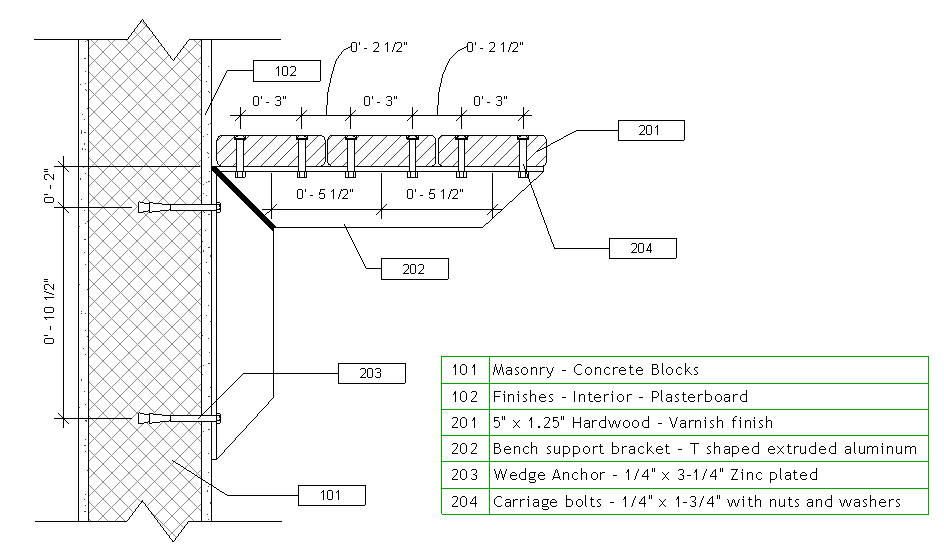 0' - 2 1/2"
0' - 2 1/2"
102
0' - 3"
0' - 3"
0' - 3"
201
0' - 2"
0' - 5 1/2"
0' - 5 1/2"
204
202
0' - 10 1/2"
203
101
101 Masonry - Concrete Blocks
102 Finishes - Interior - Plasterboard
201 5" x 1.25" Hardwood - Varnish finish
202 Bench support bracket - T shaped extruded aluminum
203 Wedge Anchor - 1/4" x 3-1/4" Zinc plated
204 Carriage bolts - 1/4" x 1-3/4" with nuts and washers